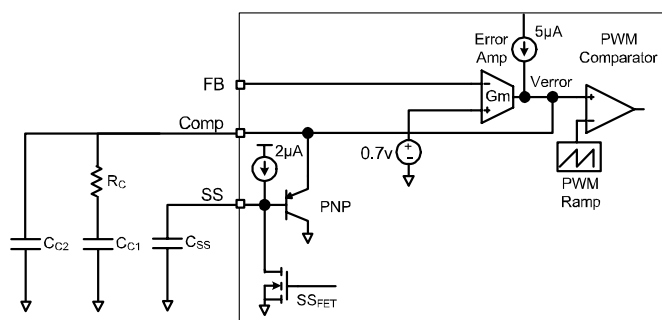 5µA
Error
Amp
PWM
Comparator
FB
Verror
-
Gm
+
+
-
Comp
2µA
0.7v
+
-
PWM
Ramp
RC
SS
PNP
CC2
CC1
CSS
SSFET